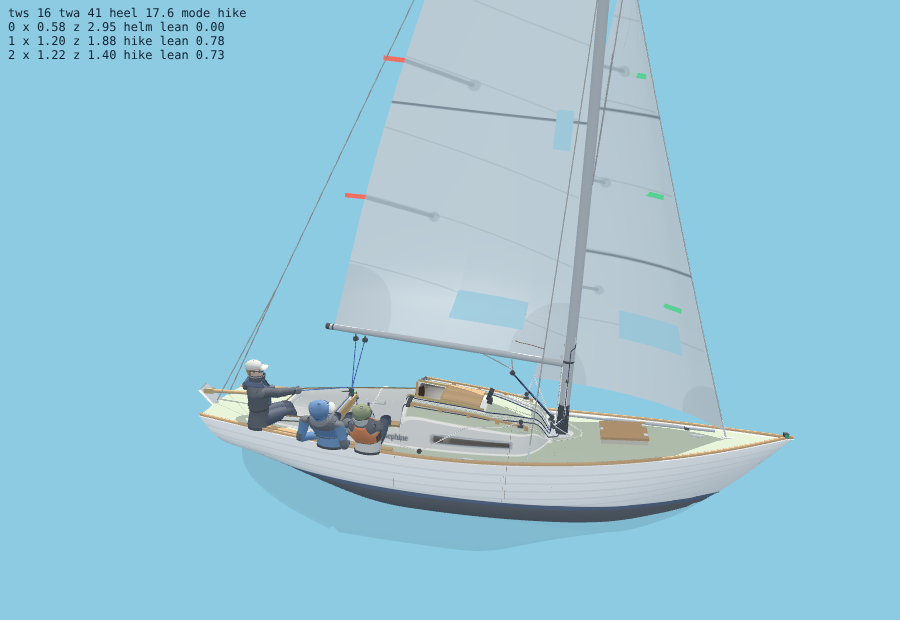 tws 16 twa 41 heel 17.6 mode hike
0 x 0.58 z 2.95 helm lean 0.00
1 x 1.20 z 1.88 hike lean 0.78
2 x 1.22 z 1.40 hike lean 0.73